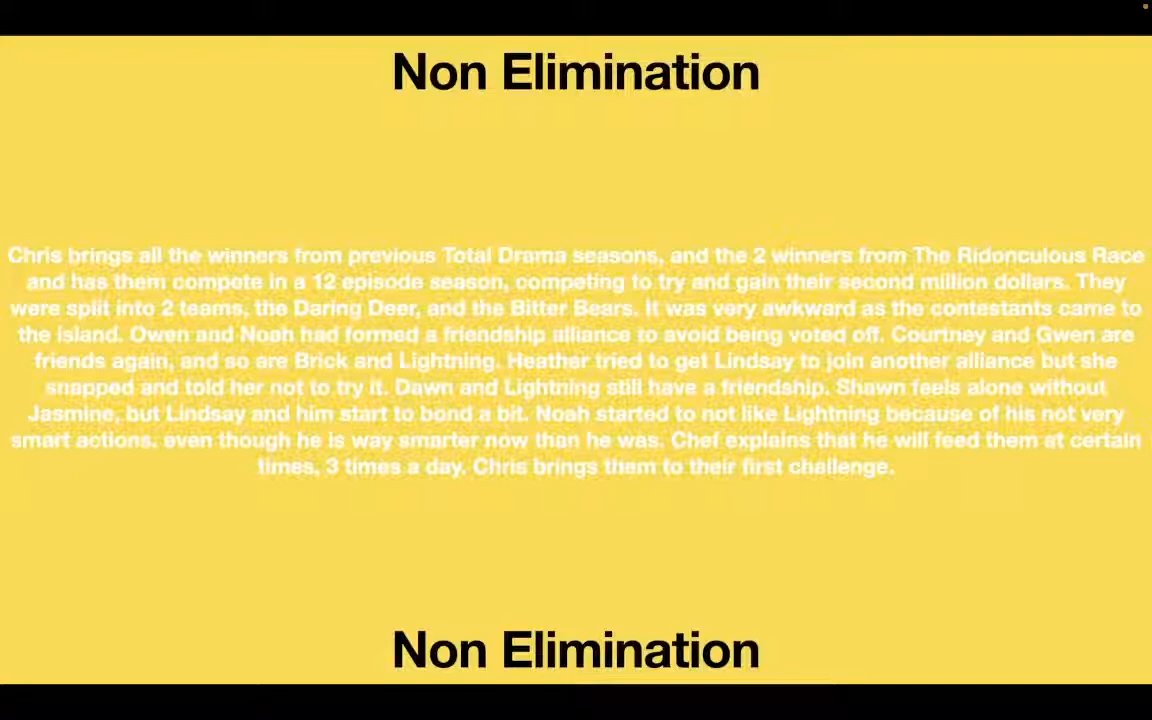 Non Elimination
Chris brings all the winners from previous Total Drama seasons, and the 2 winners from The Ridonculous Race
and has them compete in a 12 episode season, competing to try and gain their second million dollars. They
were split into 2 teams, the Daring Deer, and the Bitter Bears. It was very awkward as the contestants came to
the island. Owen and Noah had formed a friendship alliance to avoid being voted off. Courtney and Gwen are
friends again, and so are Brick and Lightning. Heather tried to get Lindsay to join another alliance but she
snapped and told her not to try it. Dawn and Lightning still have a friendship. Shawn feels alone without
Jasmine, but Lindsay and him start to bond a bit. Noah started to not like Lightning because of his not very
smart actions. even though he is way smarter now than he was. Chef explains that he will feed them at certain
times, 3 times a day. Chris brings them to their first challenge.
Non Elimination